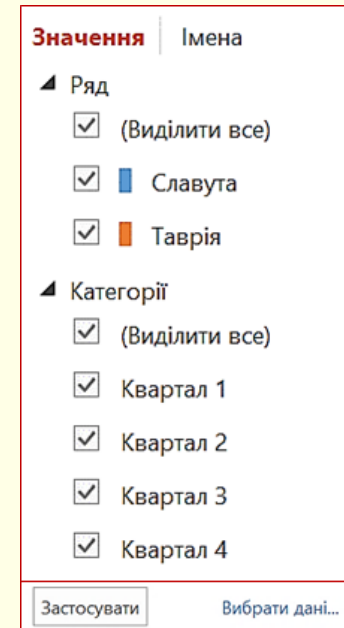 Значення Імена
Ряд
(Виділити все)
Славута
Таврія
Категорії
(Виділити все)
Квартал 1
Квартал 2
Квартал 3
Квартал 4
Застосувати Вибрати дані...